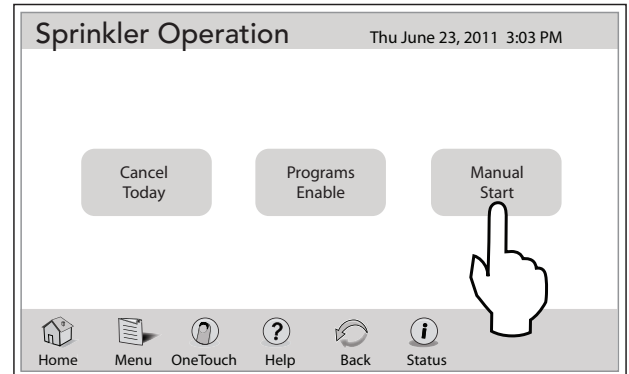 Sprinkler Operation
Thu June 23, 2011 3:03 PM
Cancel
Today
Programs
Enable
Manual
Start
Home Menu OneTouch Help Back Status